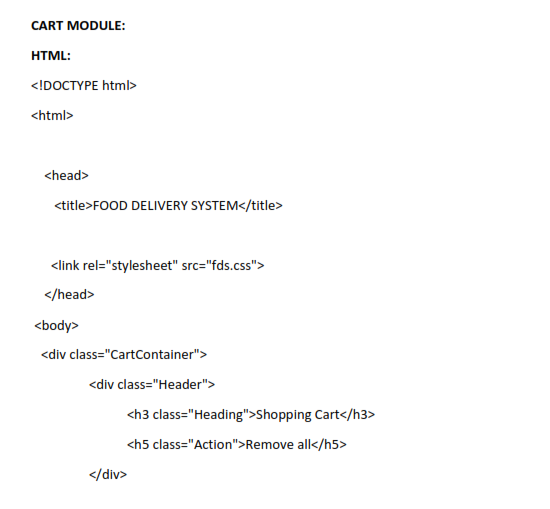 CART MODULE:
HTML:
<!DOCTYPE html>
<html>
<head>
<title>FOOD DELIVERY SYSTEM</title>
<link rel="stylesheet" src="fds.css">
</head>
<body>
<div class="CartContainer">
<div class="Header">
<h3 class="Heading">Shopping Cart</h3>
<h5 class="Action">Remove all</h5>
</div>